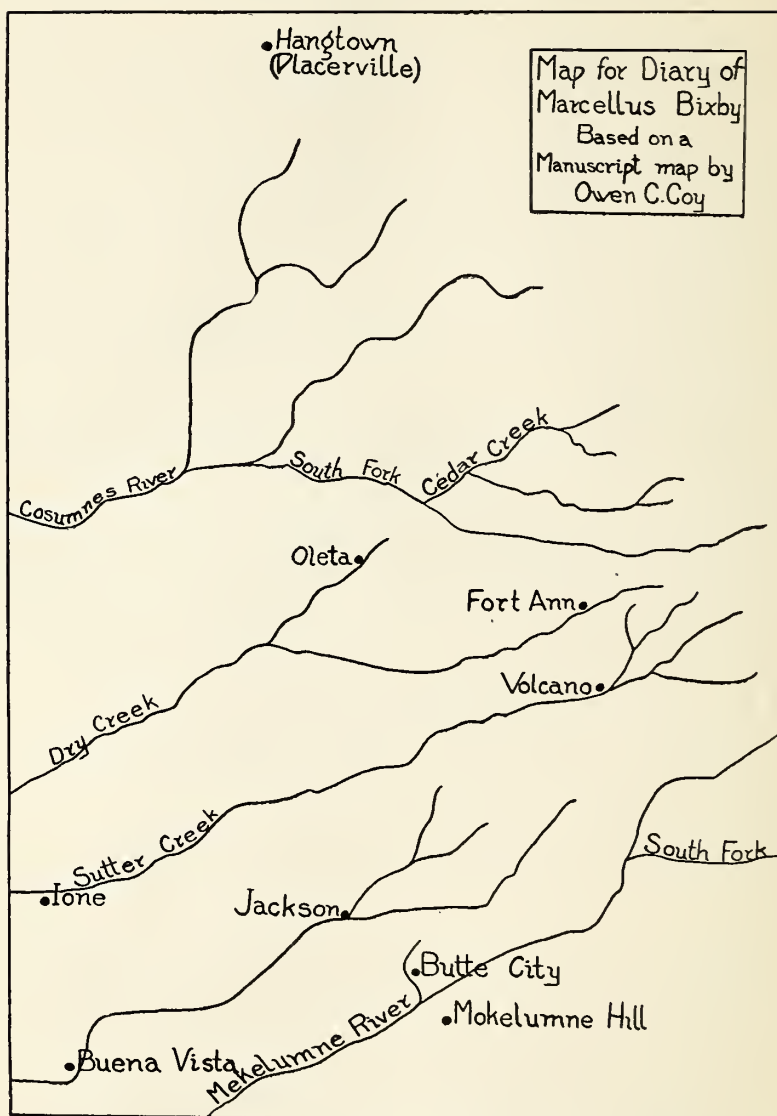 Hangtown
(Placerville)
Map for Diary of
Marcellus Bixby
Based on a
Manuscript map by
Owen C. Coy
Cosumnes River
South Fork
Cédar Creek
Oleta
Fort Ann
Volcano
Dry Creek
Sutter Creek
South Fork
Ione
Jackson
Butte City
Mokelumne Hill
Mekelumne River
Buena Vista